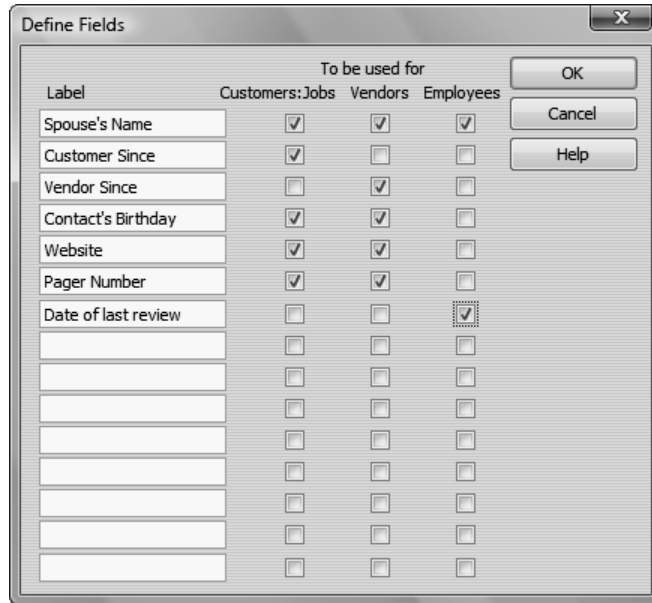 Define Fields
To be used for
OK
Label Customers:Jobs Vendors Employees
Cancel
Spouse's Name
Customer Since
Help
Vendor Since
Contact's Birthday
Website
Pager Number
Date of last review